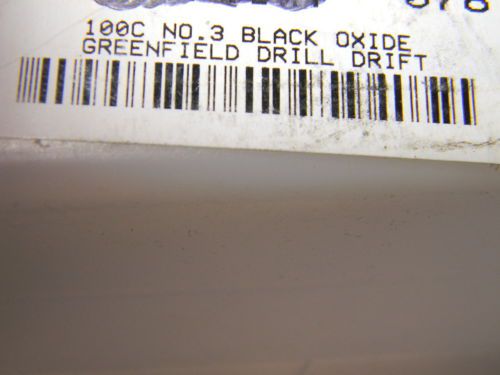 100C NO.3 BLACK OXIDE
GREENFIELD DRILL DRIFT